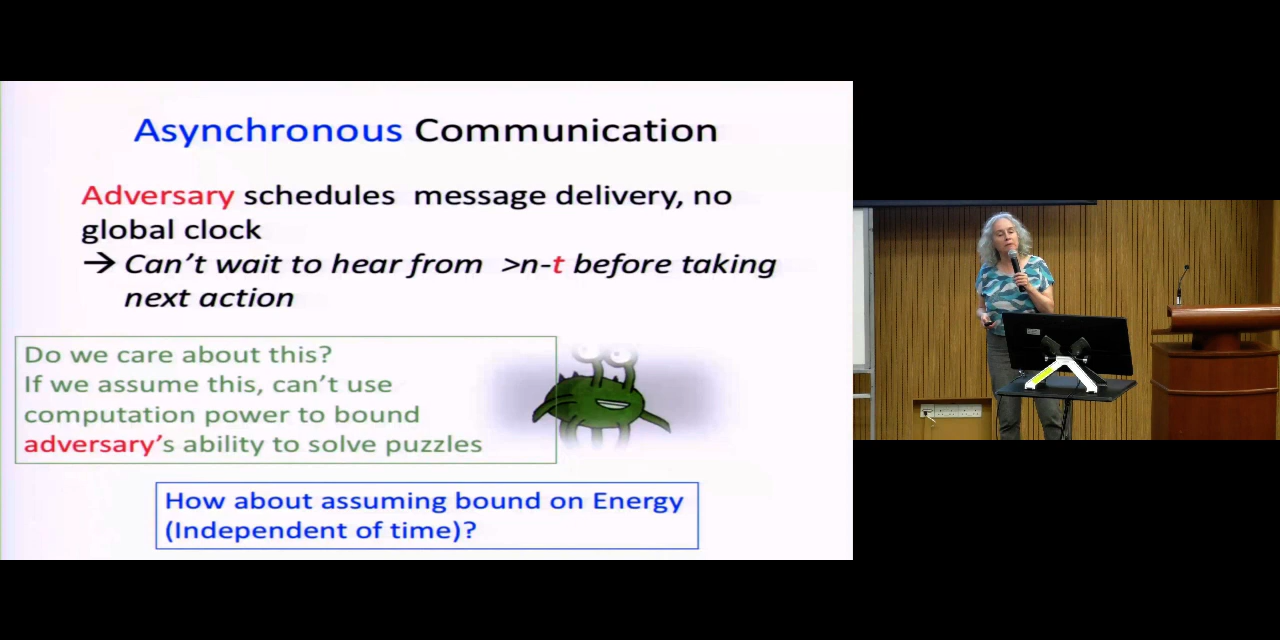 Asynchronous Communication
Adversary schedules message delivery, no
global clock
→ Can't wait to hear from >n-t before taking
next action
Do we care about this?
If we assume this, can't use
computation power to bound
adversary's ability to solve puzzles
How about assuming bound on Energy
(Independent of time)?